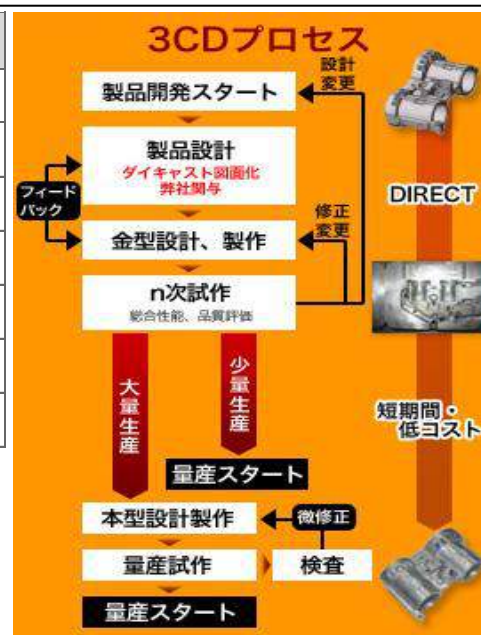 3CDプロセス
設計
変更
製品開発スタート
製品設計
ダイキャスト図面化
弊社関与
フィード
バック
DIRECT
修正
変更
金型設計、製作
n次試作
総合性能、品質評価
大量生産
少量生産
短期間・
低コスト
量産スタート
本型設計製作
微修正
量産試作
検査
量産スタート